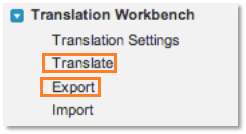 Translation Workbench
Translation Settings
Translate
Export
Import